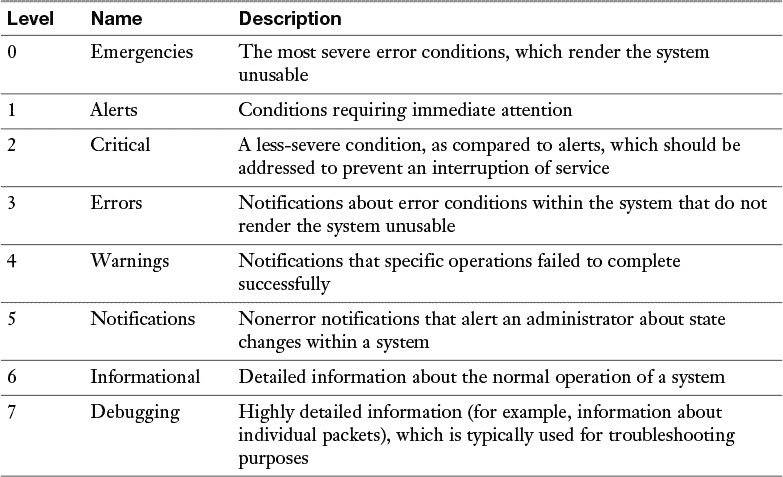 Level Name Description
0 Emergencies The most severe error conditions, which render the system
unusable
1 Alerts Conditions requiring immediate attention
2 Critical A less-severe condition, as compared to alerts, which should be
addressed to prevent an interruption of service
3 Errors Notifications about error conditions within the system that do not
render the system unusable
4 Warnings Notifications that specific operations failed to complete
successfully
5 Notifications Nonerror notifications that alert an administrator about state
changes within a system
6 Informational Detailed information about the normal operation of a system
7 Debugging Highly detailed information (for example, information about
individual packets), which is typically used for troubleshooting
purposes